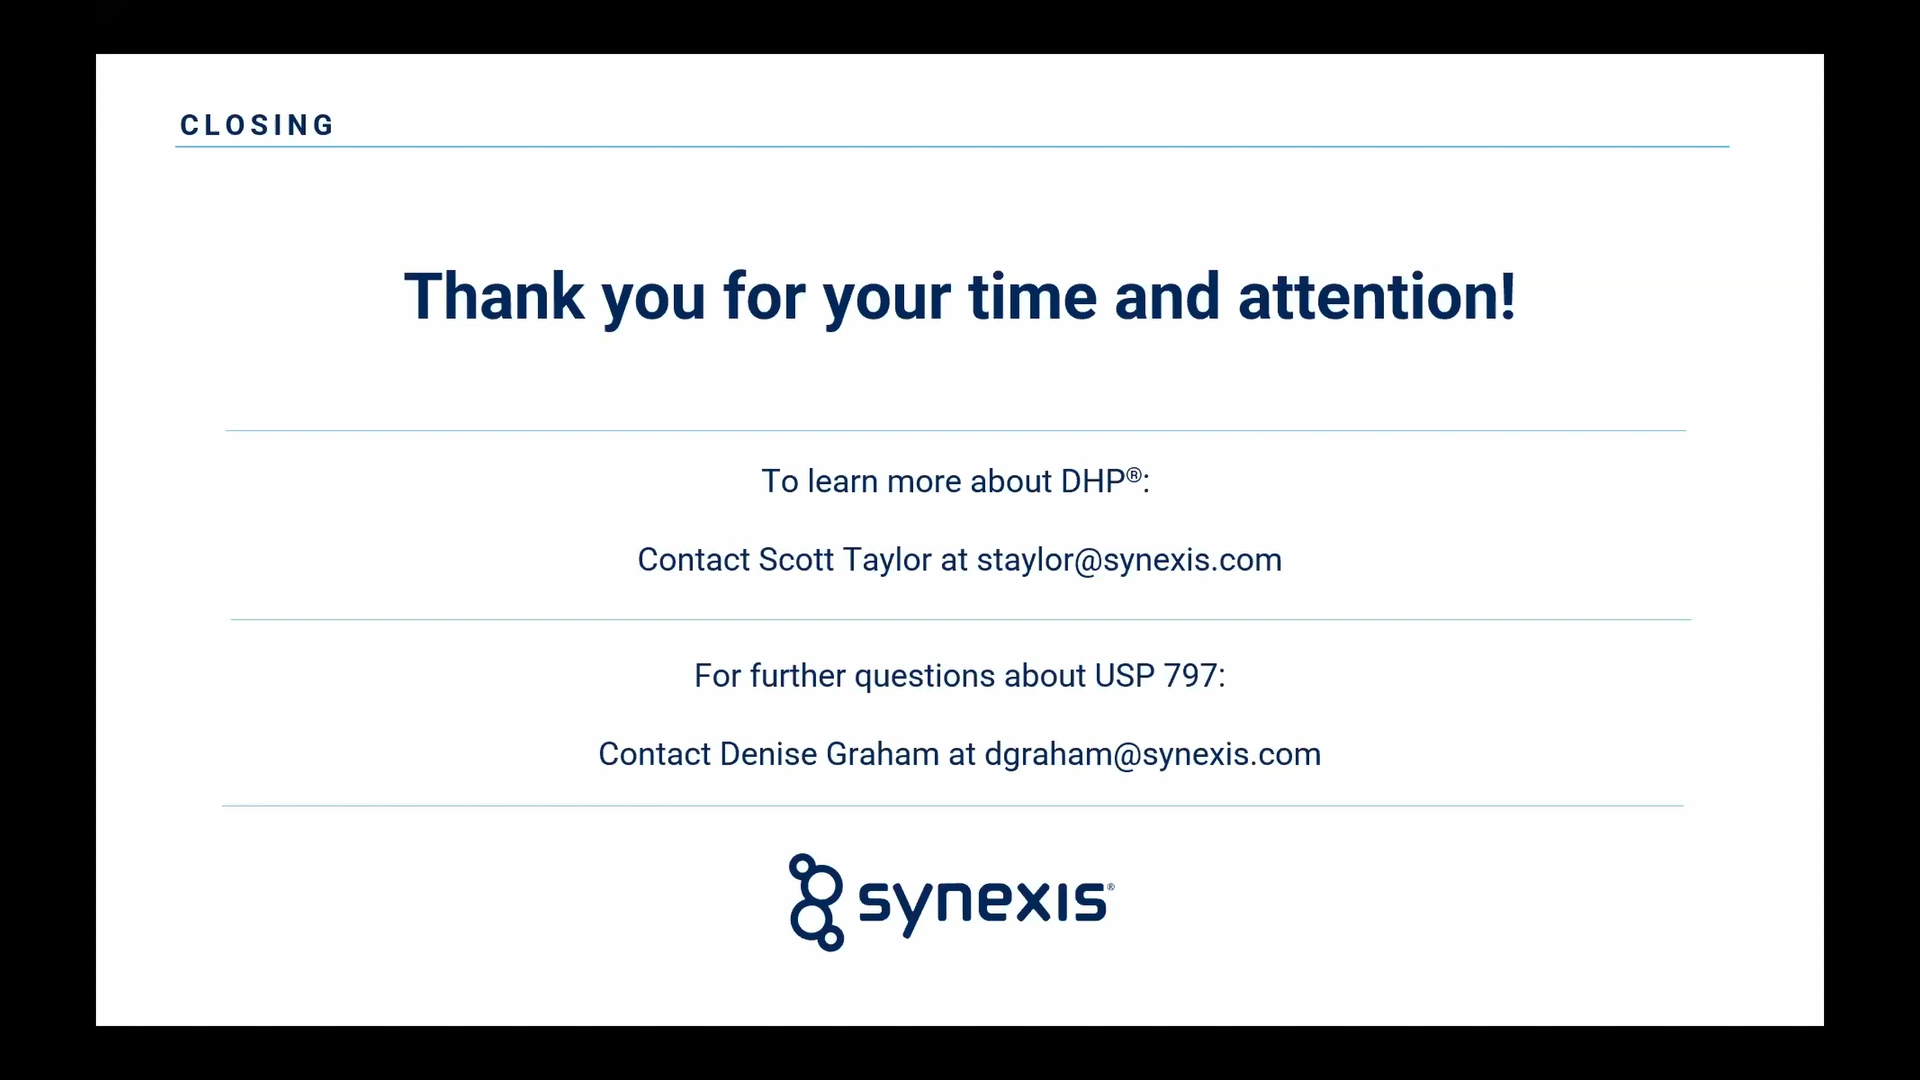 CLOSING
Thank you for your time and attention!
To learn more about DHP®:
Contact Scott Taylor at staylor@synexis.com
For further questions about USP 797:
Contact Denise Graham at dgraham@synexis.com
synexis®